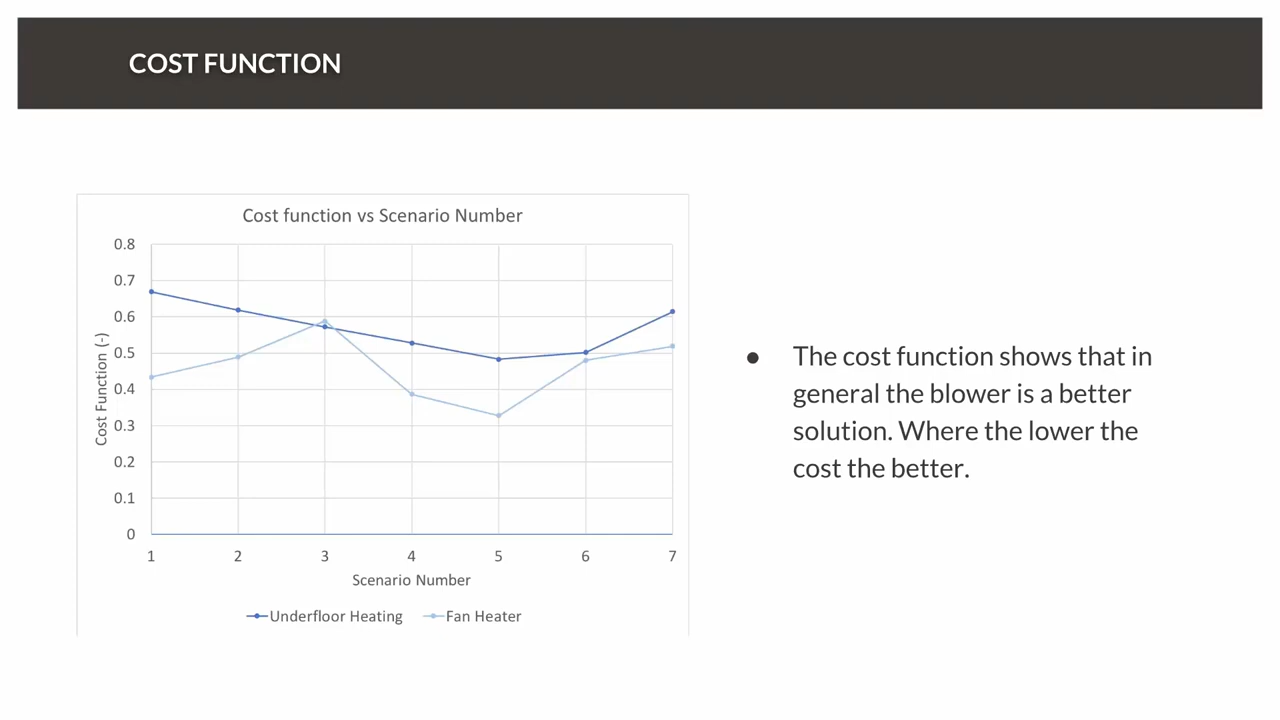 COST FUNCTION
Cost function vs Scenario Number
0.8
0.7
0.6
0.5
0.4
0.3
0.2
0.1
0
Cost Function (-)
1 2 3 4 5 6 7
Scenario Number
Underfloor Heating Fan Heater
● The cost function shows that in
general the blower is a better
solution. Where the lower the
cost the better.